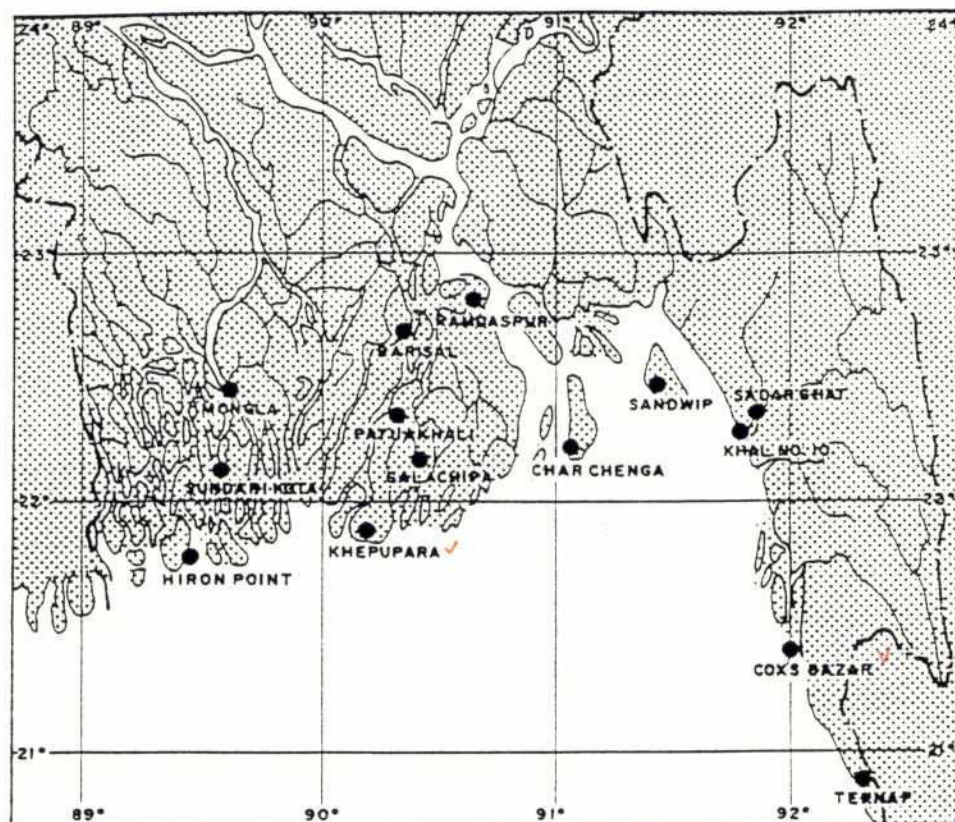 24° 89° 90° 91° 92° 24°
23° 23°
RAMDASPUR
BARISAL
MONGLA
SANDWIP
SADARGHAT
PATUAKHALI
KHAL NO. 10
CHAR CHENGA
GALACHIPA
SUNDARIKOTA
22° 22°
KHEPUPARA
HIRON POINT
COXS BAZAR
21° 21°
TEKNAF
89° 90° 91° 92°